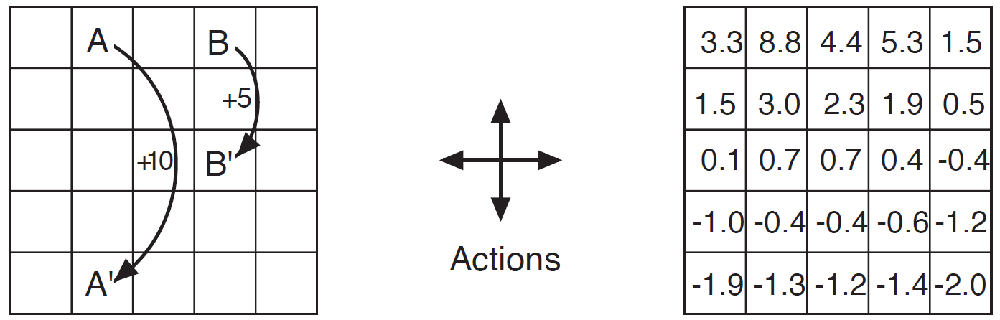 A B
+5
+10 B'
A'
Actions
3.3 8.8 4.4 5.3 1.5
1.5 3.0 2.3 1.9 0.5
0.1 0.7 0.7 0.4 -0.4
-1.0 -0.4 -0.4 -0.6 -1.2
-1.9 -1.3 -1.2 -1.4 -2.0